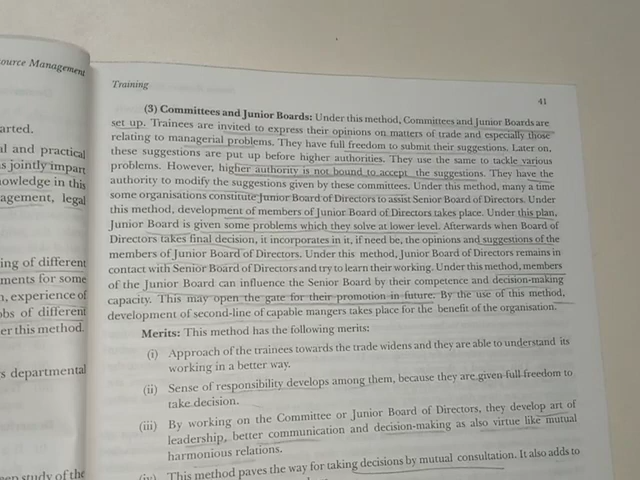 ource Management
arted.
al and practical
s jointly impart
owledge in this
agement, legal
ing of different
ments for some
n, experience of
obs of different
er this method.
s departmental
een study of the
Training
41
(3) Committees and Junior Boards: Under this method, Committees and Junior Boards are
set up. Trainees are invited to express their opinions on matters of trade and especially those
relating to managerial problems. They have full freedom to submit their suggestions. Later on,
these suggestions are put up before higher authorities. They use the same to tackle various
problems. However, higher authority is not bound to accept the suggestions. They have the
authority to modify the suggestions given by these committees. Under this method, many a time
some organisations constitute Junior Board of Directors to assist Senior Board of Directors. Under
this method, development of members of Junior Board of Directors takes place. Under this plan,
Junior Board is given some problems which they solve at lower level. Afterwards when Board
of Directors takes final decision, it incorporates in it, if need be, the opinions and suggestions of the
members of Junior Board of Directors. Under this method, Junior Board of Directors remains in
contact with Senior Board of Directors and try to learn their working. Under this method, members
of the Junior Board can influence the Senior Board by their competence and decision-making
capacity. This may open the gate for their promotion in future. By the use of this method,
development of second-line of capable mangers takes place for the benefit of the organisation.
Merits: This method has the following merits:
(i) Approach of the trainees towards the trade widens and they are able to understand its
working in a better way.
(ii) Sense of responsibility develops among them, because they are given full freedom to
take decision.
(iii) By working on the Committee or Junior Board of Directors, they develop art of
leadership, better communication and decision-making as also virtue like mutual
harmonious relations.
(iv) This method paves the way for taking decisions by mutual consultation. It also adds to